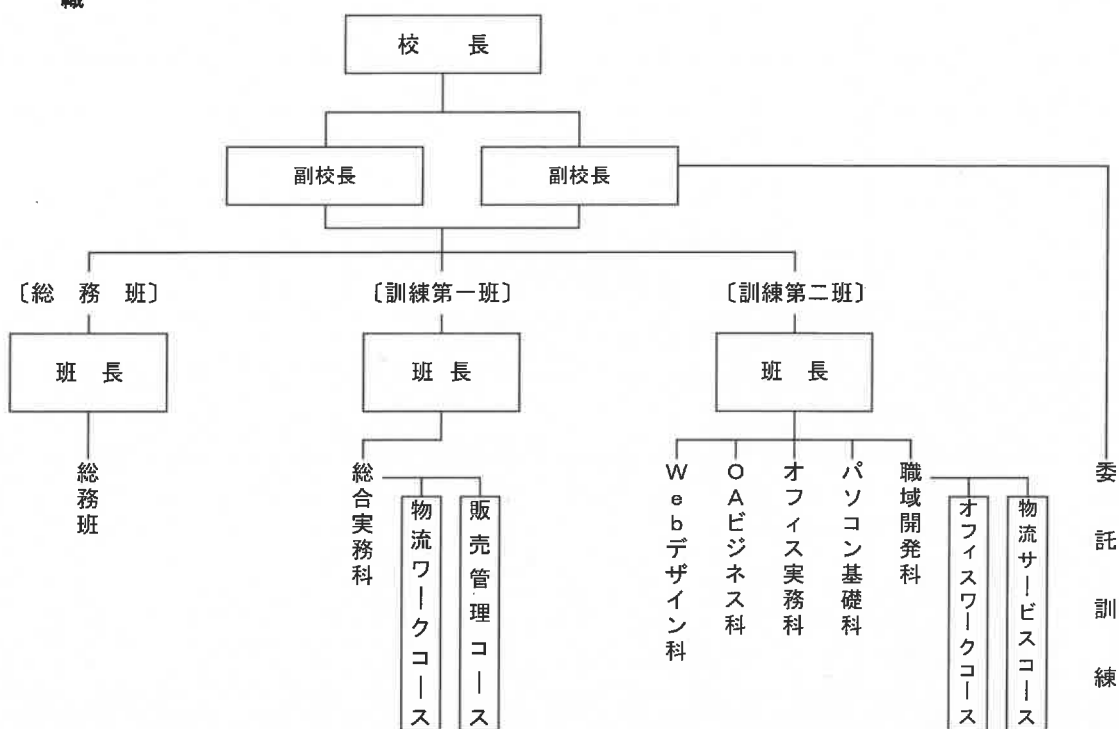 校　　長
副校長
副校長
〔総　務　班〕
〔訓練第一班〕
〔訓練第二班〕
班　長
班　長
班　長
総務班
総合実務科
物流ワークコース
販売管理コース
Webデザイン科
OAビジネス科
オフィス実務科
パソコン基礎科
職域開発科
オフィスワークコース
物流サービスコース
委託訓練